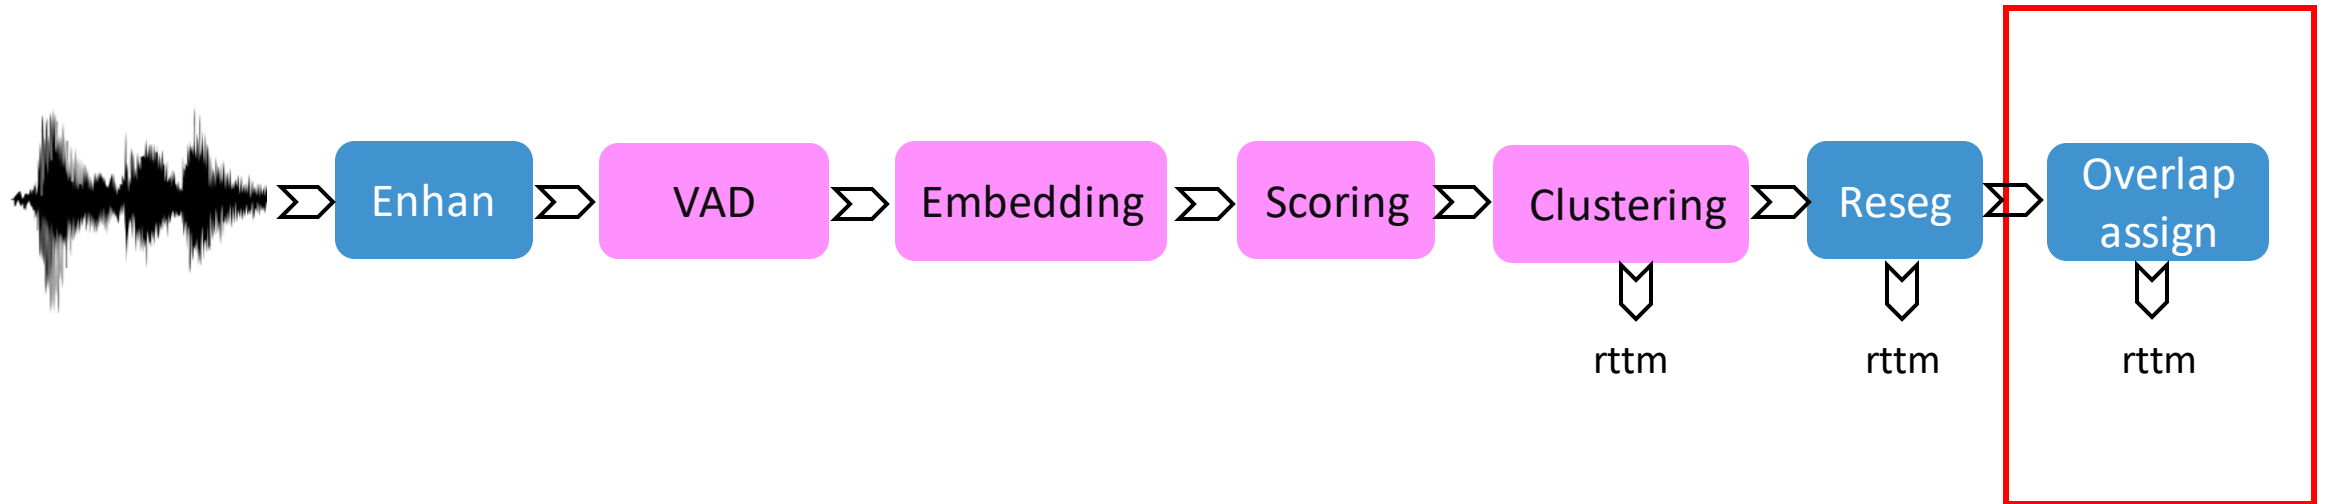 Enhan
VAD
Embedding
Scoring
Clustering
Reseg
Overlap
assign
rttm
rttm
rttm